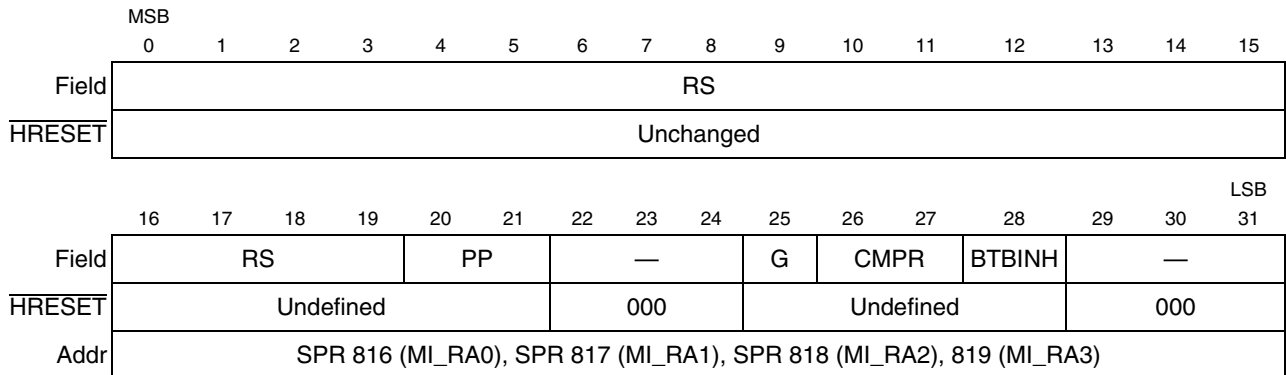 MSB
0 1 2 3 4 5 6 7 8 9 10 11 12 13 14 15
Field RS
HRESET Unchanged
LSB
16 17 18 19 20 21 22 23 24 25 26 27 28 29 30 31
Field RS PP — G CMPR BTBINH —
HRESET Undefined 000 Undefined 000
Addr SPR 816 (MI_RA0), SPR 817 (MI_RA1), SPR 818 (MI_RA2), 819 (MI_RA3)